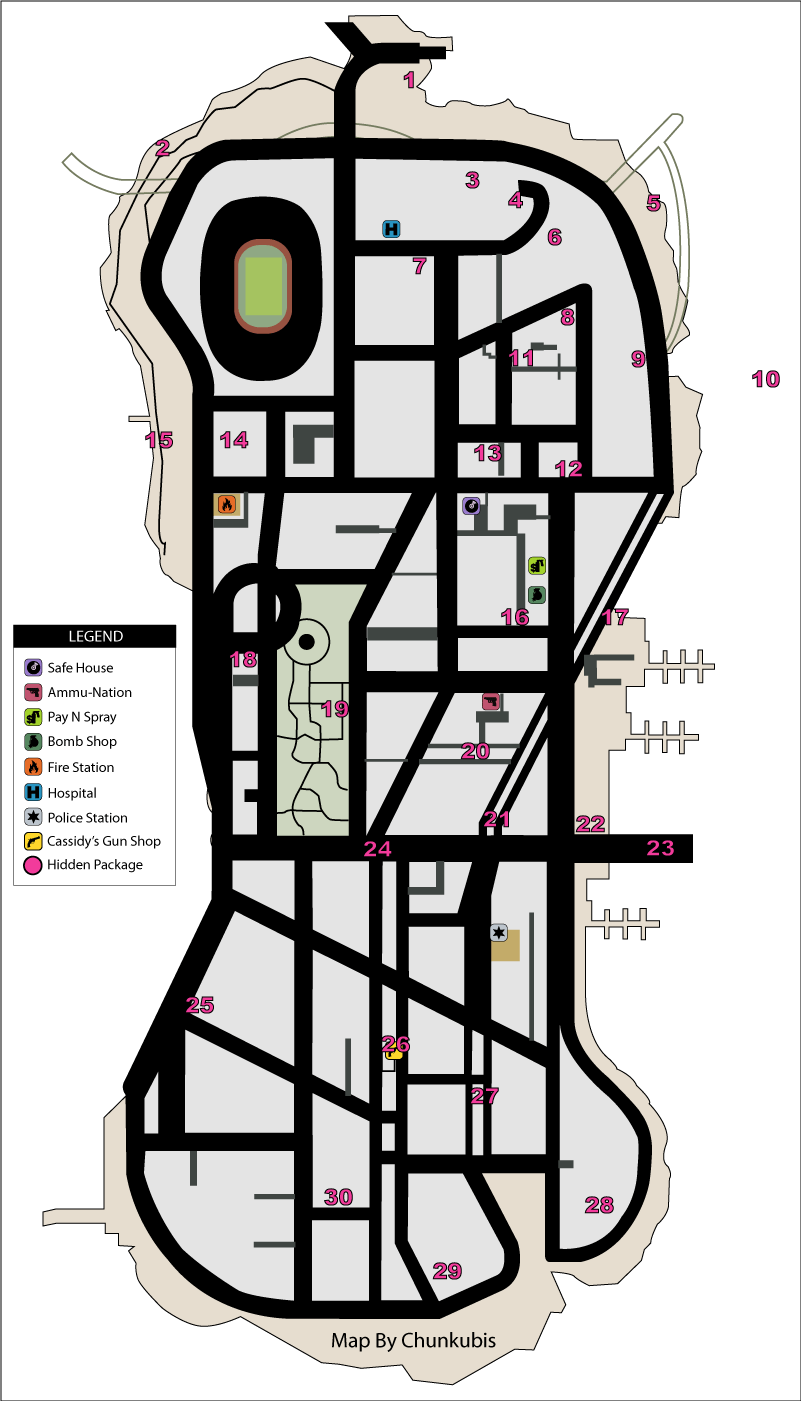 1
2
3
4
5
6
7
8
9
10
11
12
13
14
15
16
17
18
19
20
21
22
23
24
25
26
27
28
29
30
H
LEGEND
Safe House
Ammu-Nation
Pay N Spray
Bomb Shop
Fire Station
H Hospital
Police Station
Cassidy's Gun Shop
Hidden Package
Map By Chunkubis